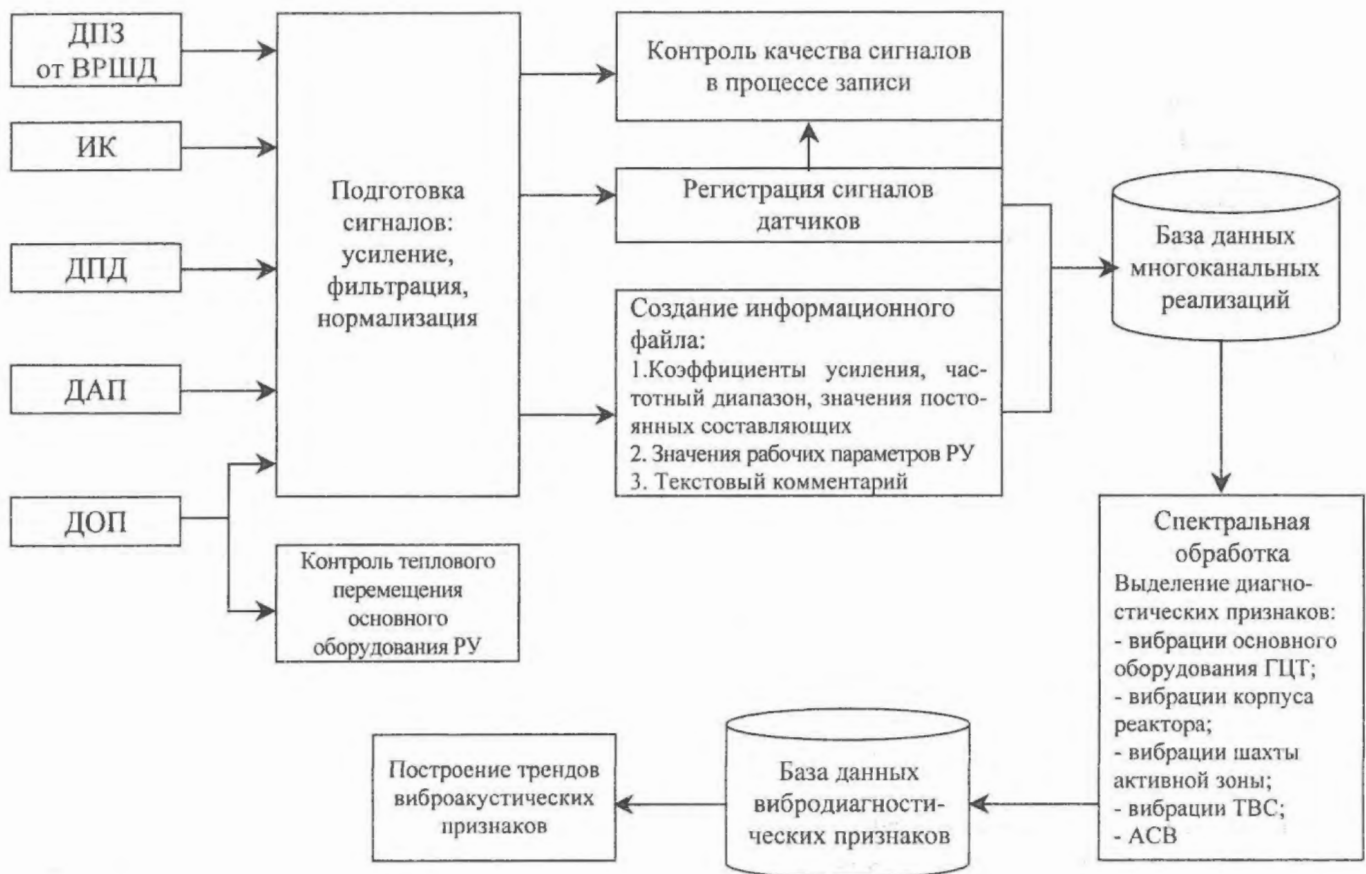 ДПЗ
от ВРШД
ИК
ДПД
ДАП
ДОП
Подготовка
сигналов:
усиление,
фильтрация,
нормализация
Контроль теплового
перемещения
основного
оборудования РУ
Контроль качества сигналов
в процессе записи
Регистрация сигналов
датчиков
Создание информационного
файла:
1.Коэффициенты усиления, час-
тотный диапазон, значения посто-
янных составляющих
2. Значения рабочих параметров РУ
3. Текстовый комментарий
База данных
многоканальных
реализаций
Спектральная
обработка
Выделение диагно-
стических признаков:
- вибрации основного
оборудования ГЦТ;
- вибрации корпуса
реактора;
- вибрации шахты
активной зоны;
- вибрации ТВС;
- АСВ
База данных
вибродиагности-
ческих признаков
Построение трендов
виброакустических
признаков